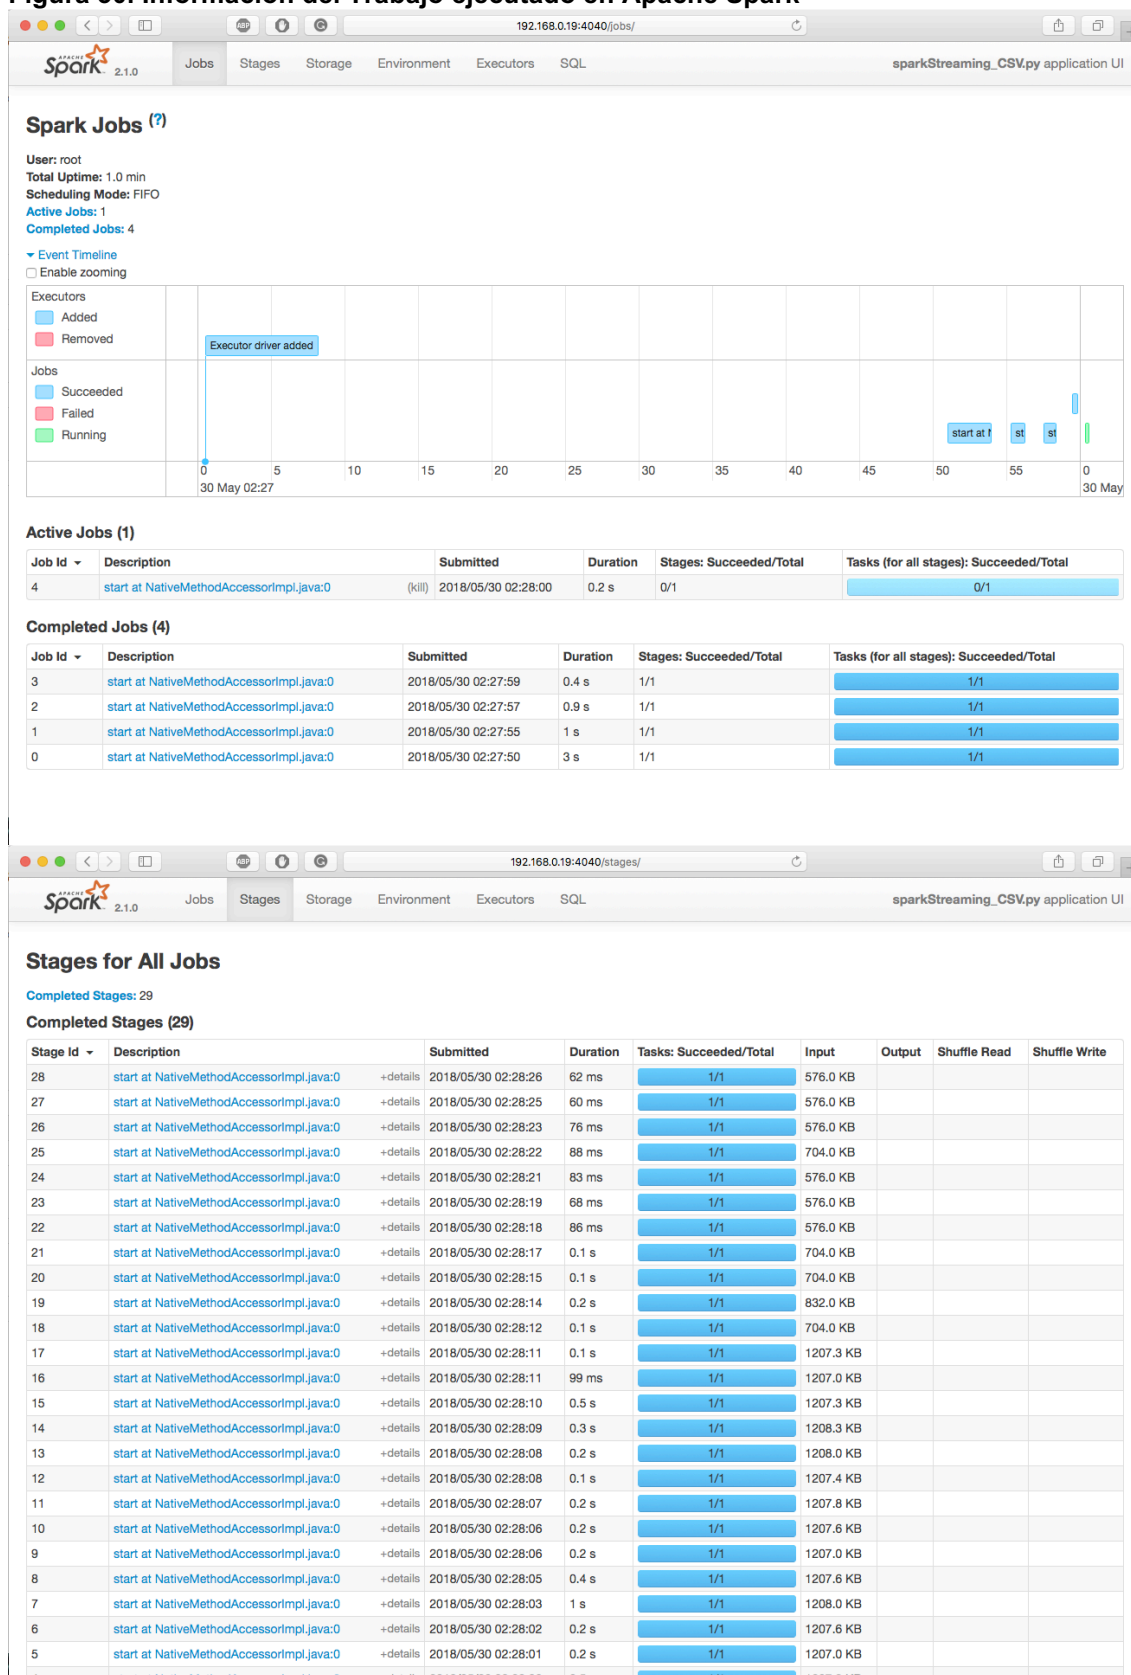 Figura 30. Información del Trabajo ejecutado en Apache Spark
192.168.0.19:4040/jobs/
APACHE Spark 2.1.0 Jobs Stages Storage Environment Executors SQL sparkStreaming_CSV.py application UI
Spark Jobs (?)
User: root
Total Uptime: 1.0 min
Scheduling Mode: FIFO
Active Jobs: 1
Completed Jobs: 4
Event Timeline
Enable zooming
Executors
Added
Removed
Executor driver added
Jobs
Succeeded
Failed
Running
start at N st st
0 5 10 15 20 25 30 35 40 45 50 55 0
30 May 02:27 30 May
Active Jobs (1)
Job Id Description Submitted Duration Stages: Succeeded/Total Tasks (for all stages): Succeeded/Total
4 start at NativeMethodAccessorImpl.java:0 (kill) 2018/05/30 02:28:00 0.2 s 0/1 0/1
Completed Jobs (4)
Job Id Description Submitted Duration Stages: Succeeded/Total Tasks (for all stages): Succeeded/Total
3 start at NativeMethodAccessorImpl.java:0 2018/05/30 02:27:59 0.4 s 1/1 1/1
2 start at NativeMethodAccessorImpl.java:0 2018/05/30 02:27:57 0.9 s 1/1 1/1
1 start at NativeMethodAccessorImpl.java:0 2018/05/30 02:27:55 1 s 1/1 1/1
0 start at NativeMethodAccessorImpl.java:0 2018/05/30 02:27:50 3 s 1/1 1/1
192.168.0.19:4040/stages/
APACHE Spark 2.1.0 Jobs Stages Storage Environment Executors SQL sparkStreaming_CSV.py application UI
Stages for All Jobs
Completed Stages: 29
Completed Stages (29)
Stage Id Description Submitted Duration Tasks: Succeeded/Total Input Output Shuffle Read Shuffle Write
28 start at NativeMethodAccessorImpl.java:0 +details 2018/05/30 02:28:26 62 ms 1/1 576.0 KB
27 start at NativeMethodAccessorImpl.java:0 +details 2018/05/30 02:28:25 60 ms 1/1 576.0 KB
26 start at NativeMethodAccessorImpl.java:0 +details 2018/05/30 02:28:23 76 ms 1/1 576.0 KB
25 start at NativeMethodAccessorImpl.java:0 +details 2018/05/30 02:28:22 88 ms 1/1 704.0 KB
24 start at NativeMethodAccessorImpl.java:0 +details 2018/05/30 02:28:21 83 ms 1/1 576.0 KB
23 start at NativeMethodAccessorImpl.java:0 +details 2018/05/30 02:28:19 68 ms 1/1 576.0 KB
22 start at NativeMethodAccessorImpl.java:0 +details 2018/05/30 02:28:18 86 ms 1/1 576.0 KB
21 start at NativeMethodAccessorImpl.java:0 +details 2018/05/30 02:28:17 0.1 s 1/1 704.0 KB
20 start at NativeMethodAccessorImpl.java:0 +details 2018/05/30 02:28:15 0.1 s 1/1 704.0 KB
19 start at NativeMethodAccessorImpl.java:0 +details 2018/05/30 02:28:14 0.2 s 1/1 832.0 KB
18 start at NativeMethodAccessorImpl.java:0 +details 2018/05/30 02:28:12 0.1 s 1/1 704.0 KB
17 start at NativeMethodAccessorImpl.java:0 +details 2018/05/30 02:28:11 0.1 s 1/1 1207.3 KB
16 start at NativeMethodAccessorImpl.java:0 +details 2018/05/30 02:28:11 99 ms 1/1 1207.0 KB
15 start at NativeMethodAccessorImpl.java:0 +details 2018/05/30 02:28:10 0.5 s 1/1 1207.3 KB
14 start at NativeMethodAccessorImpl.java:0 +details 2018/05/30 02:28:09 0.3 s 1/1 1208.3 KB
13 start at NativeMethodAccessorImpl.java:0 +details 2018/05/30 02:28:08 0.2 s 1/1 1208.0 KB
12 start at NativeMethodAccessorImpl.java:0 +details 2018/05/30 02:28:08 0.1 s 1/1 1207.4 KB
11 start at NativeMethodAccessorImpl.java:0 +details 2018/05/30 02:28:07 0.2 s 1/1 1207.8 KB
10 start at NativeMethodAccessorImpl.java:0 +details 2018/05/30 02:28:06 0.2 s 1/1 1207.6 KB
9 start at NativeMethodAccessorImpl.java:0 +details 2018/05/30 02:28:06 0.2 s 1/1 1207.0 KB
8 start at NativeMethodAccessorImpl.java:0 +details 2018/05/30 02:28:05 0.4 s 1/1 1207.6 KB
7 start at NativeMethodAccessorImpl.java:0 +details 2018/05/30 02:28:03 1 s 1/1 1208.0 KB
6 start at NativeMethodAccessorImpl.java:0 +details 2018/05/30 02:28:02 0.2 s 1/1 1207.6 KB
5 start at NativeMethodAccessorImpl.java:0 +details 2018/05/30 02:28:01 0.2 s 1/1 1207.0 KB